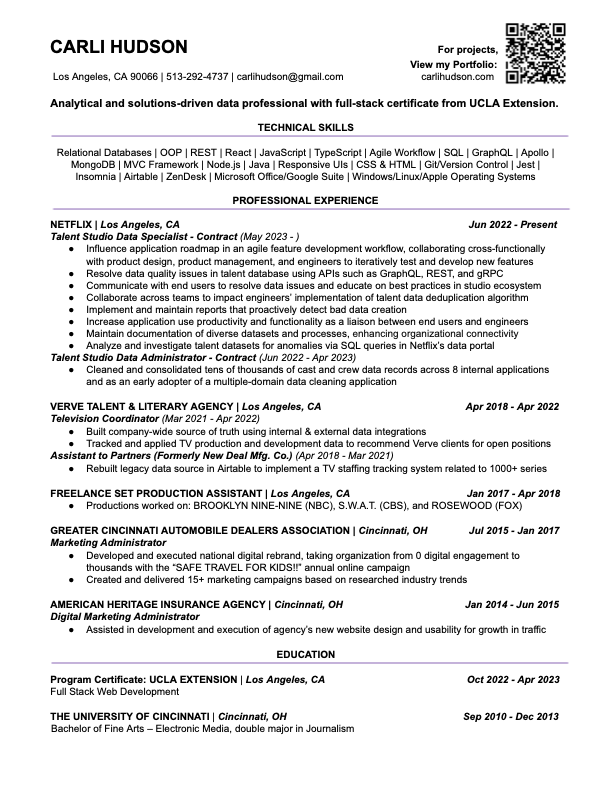 CARLI HUDSON
For projects,
View my Portfolio:
Los Angeles, CA 90066 | 513-292-4737 | carlihudson@gmail.com
carlihudson.com
Analytical and solutions-driven data professional with full-stack certificate from UCLA Extension.
TECHNICAL SKILLS
Relational Databases | OOP | REST | React | JavaScript | TypeScript | Agile Workflow | SQL | GraphQL | Apollo |
MongoDB | MVC Framework | Node.js | Java | Responsive UIs | CSS & HTML | Git/Version Control | Jest |
Insomnia | Airtable | ZenDesk | Microsoft Office/Google Suite | Windows/Linux/Apple Operating Systems
PROFESSIONAL EXPERIENCE
NETFLIX | Los Angeles, CA Jun 2022 - Present
Talent Studio Data Specialist - Contract (May 2023 - )
● Influence application roadmap in an agile feature development workflow, collaborating cross-functionally
with product design, product management, and engineers to iteratively test and develop new features
● Resolve data quality issues in talent database using APIs such as GraphQL, REST, and gRPC
● Communicate with end users to resolve data issues and educate on best practices in studio ecosystem
● Collaborate across teams to impact engineers' implementation of talent data deduplication algorithm
● Implement and maintain reports that proactively detect bad data creation
● Increase application use productivity and functionality as a liaison between end users and engineers
● Maintain documentation of diverse datasets and processes, enhancing organizational connectivity
● Analyze and investigate talent datasets for anomalies via SQL queries in Netflix's data portal
Talent Studio Data Administrator - Contract (Jun 2022 - Apr 2023)
● Cleaned and consolidated tens of thousands of cast and crew data records across 8 internal applications
and as an early adopter of a multiple-domain data cleaning application
VERVE TALENT & LITERARY AGENCY | Los Angeles, CA Apr 2018 - Apr 2022
Television Coordinator (Mar 2021 - Apr 2022)
● Built company-wide source of truth using internal & external data integrations
● Tracked and applied TV production and development data to recommend Verve clients for open positions
Assistant to Partners (Formerly New Deal Mfg. Co.) (Apr 2018 - Mar 2021)
● Rebuilt legacy data source in Airtable to implement a TV staffing tracking system related to 1000+ series
FREELANCE SET PRODUCTION ASSISTANT | Los Angeles, CA Jan 2017 - Apr 2018
● Productions worked on: BROOKLYN NINE-NINE (NBC), S.W.A.T. (CBS), and ROSEWOOD (FOX)
GREATER CINCINNATI AUTOMOBILE DEALERS ASSOCIATION | Cincinnati, OH Jul 2015 - Jan 2017
Marketing Administrator
● Developed and executed national digital rebrand, taking organization from 0 digital engagement to
thousands with the “SAFE TRAVEL FOR KIDS!!” annual online campaign
● Created and delivered 15+ marketing campaigns based on researched industry trends
AMERICAN HERITAGE INSURANCE AGENCY | Cincinnati, OH Jan 2014 - Jun 2015
Digital Marketing Administrator
● Assisted in development and execution of agency's new website design and usability for growth in traffic
EDUCATION
Program Certificate: UCLA EXTENSION | Los Angeles, CA Oct 2022 - Apr 2023
Full Stack Web Development
THE UNIVERSITY OF CINCINNATI | Cincinnati, OH Sep 2010 - Dec 2013
Bachelor of Fine Arts – Electronic Media, double major in Journalism